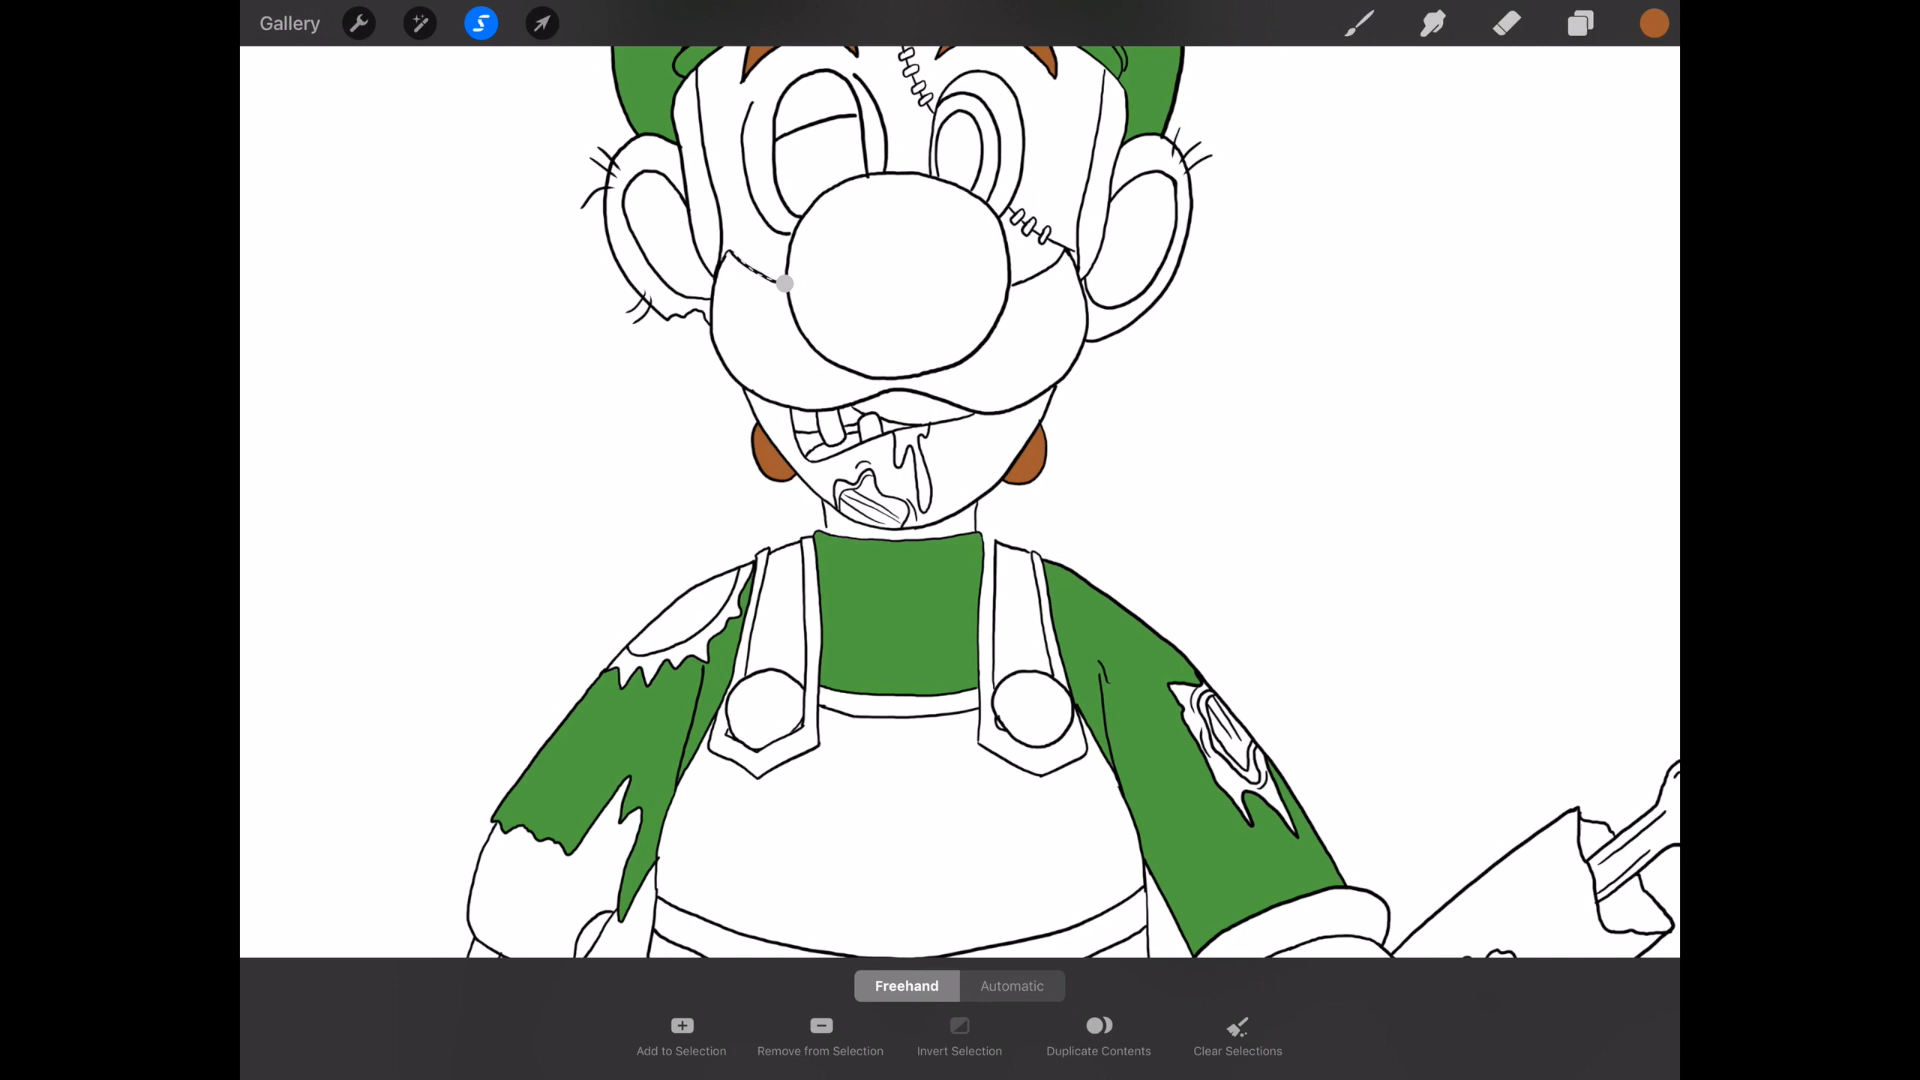 Gallery
Freehand Automatic
Add to Selection Remove from Selection Invert Selection Duplicate Contents Clear Selections